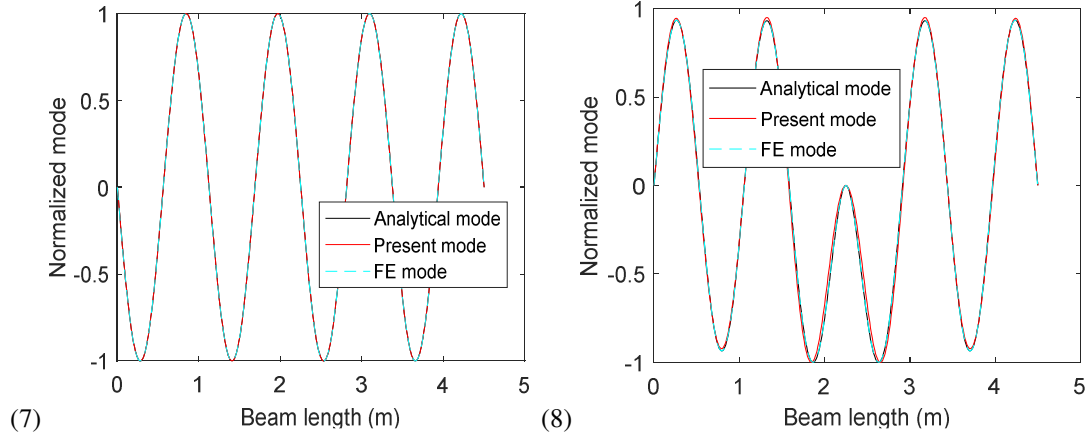 1
0.5
0
-0.5
-1
Normalized mode
Analytical mode
Present mode
FE mode
0 1 2 3 4 5
Beam length (m)
(7)
1
0.5
0
-0.5
-1
Normalized mode
Analytical mode
Present mode
FE mode
0 1 2 3 4 5
Beam length (m)
(8)